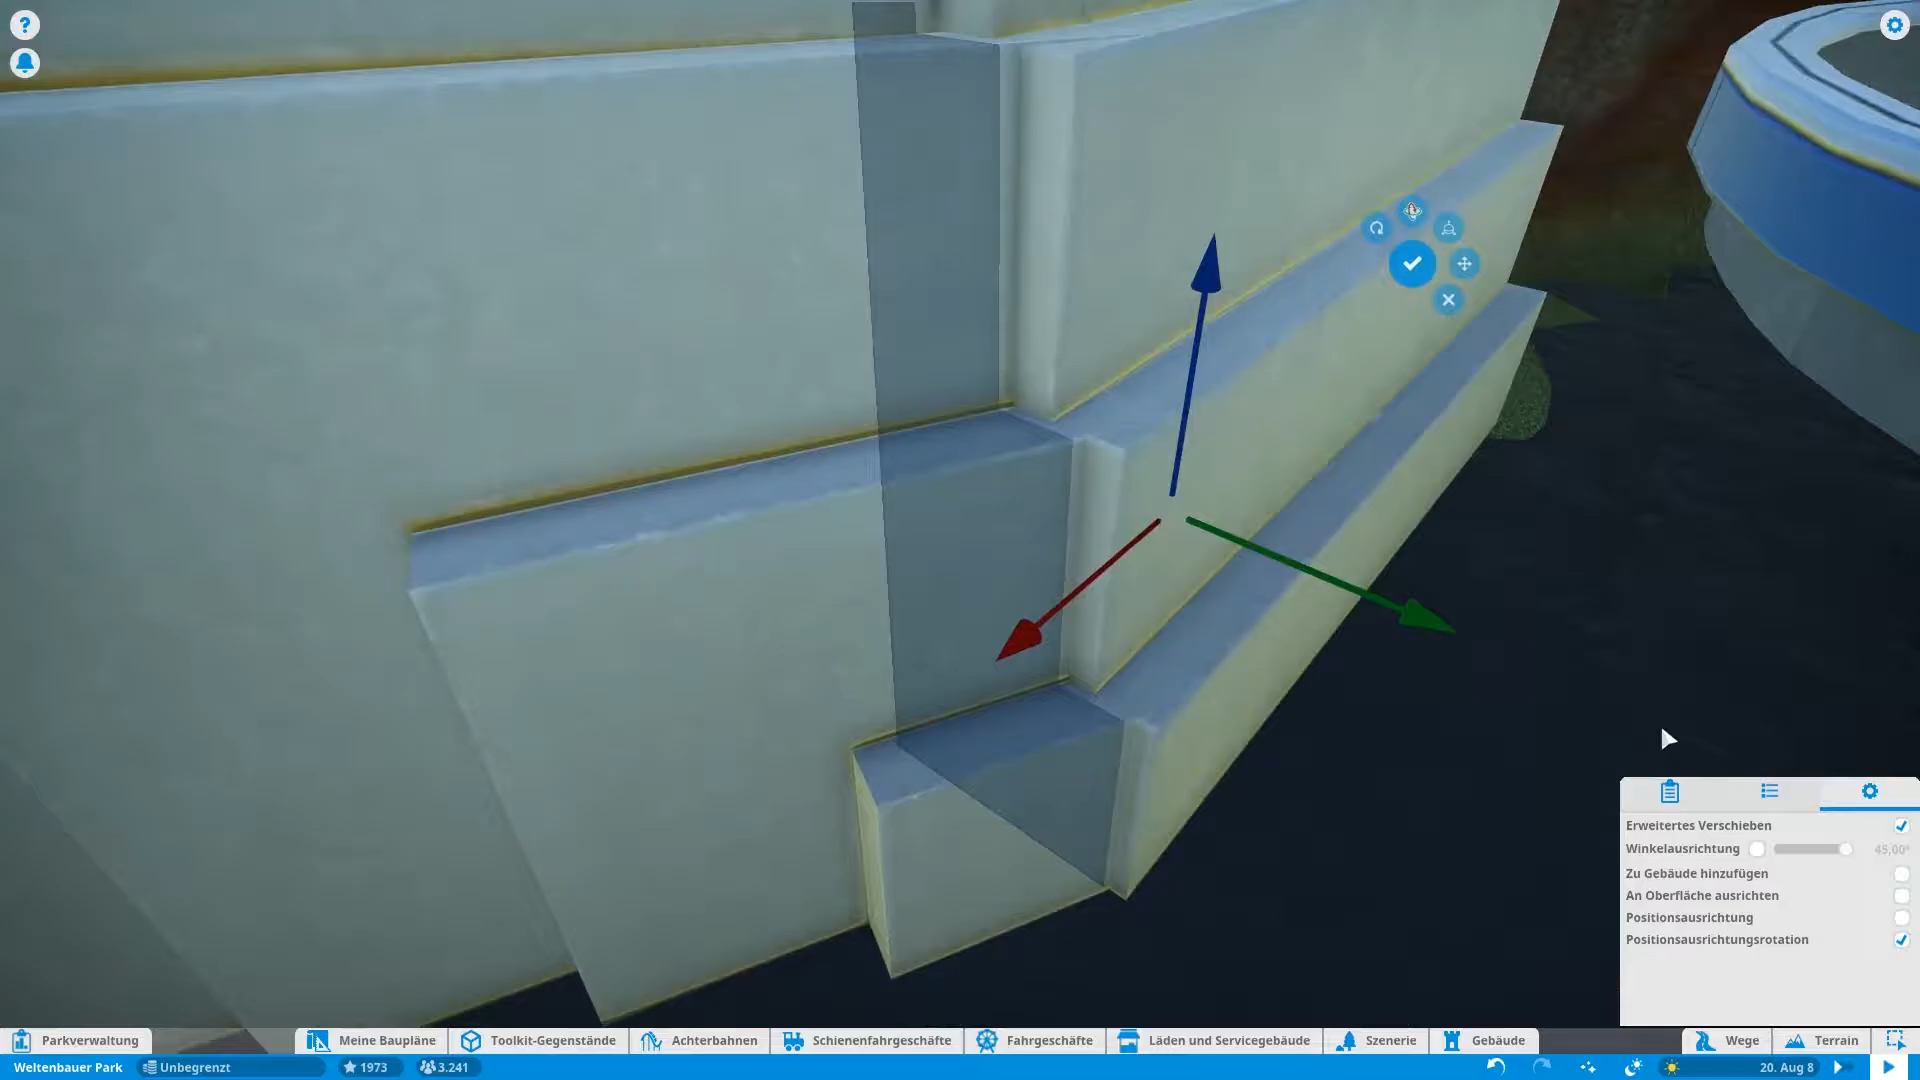 ?
Erweitertes Verschieben
Winkelausrichtung 45,00°
Zu Gebäude hinzufügen
An Oberfläche ausrichten
Positionsausrichtung
Positionsausrichtungsrotation
Parkverwaltung Meine Baupläne Toolkit-Gegenstände Achterbahnen Schienenfahrgeschäfte Fahrgeschäfte Läden und Servicegebäude Szenerie Gebäude Wege Terrain
Weltenbauer Park Unbegrenzt 1973 3.241 20. Aug 8